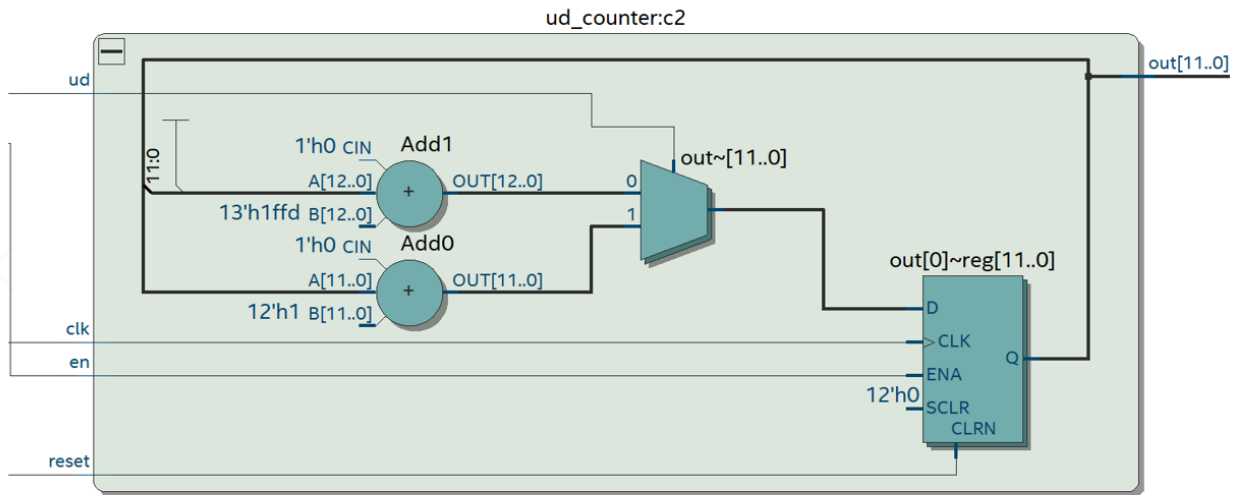 ud_counter:c2
out[11..0]
ud
11:0
1'h0 CIN
Add1
A[12..0]
OUT[12..0]
13'h1ffd B[12..0]
+
0
1
out~[11..0]
1'h0 CIN
Add0
A[11..0]
OUT[11..0]
12'h1 B[11..0]
+
out[0]~reg[11..0]
D
clk
CLK
Q
en
ENA
12'h0
SCLR
CLRN
reset